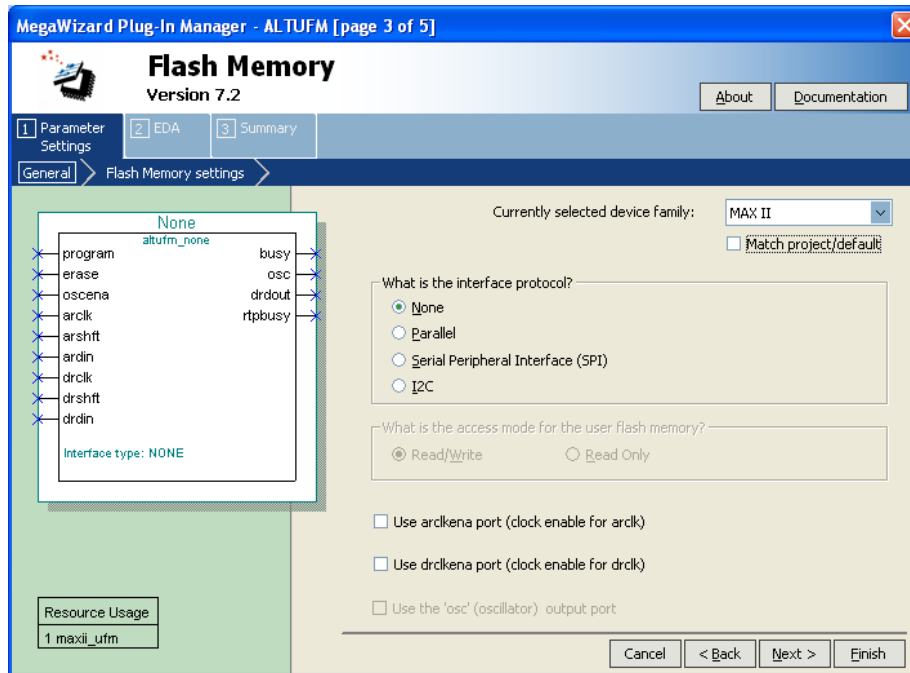 MegaWizard Plug-In Manager - ALTUFM [page 3 of 5]
Flash Memory
Version 7.2
About
Documentation
1 Parameter Settings
2 EDA
3 Summary
General
Flash Memory settings
Currently selected device family:
MAX II
Match project/default
None
altufm_none
program
busy
erase
osc
oscena
drdout
arclk
rtpbusy
arshft
ardin
drclk
drshft
drdin
Interface type: NONE
What is the interface protocol?
None
Parallel
Serial Peripheral Interface (SPI)
I2C
What is the access mode for the user flash memory?
Read/Write
Read Only
Use arclkena port (clock enable for arclk)
Use drclkena port (clock enable for drclk)
Use the 'osc' (oscillator) output port
Resource Usage
1 maxii_ufm
Cancel
< Back
Next >
Finish